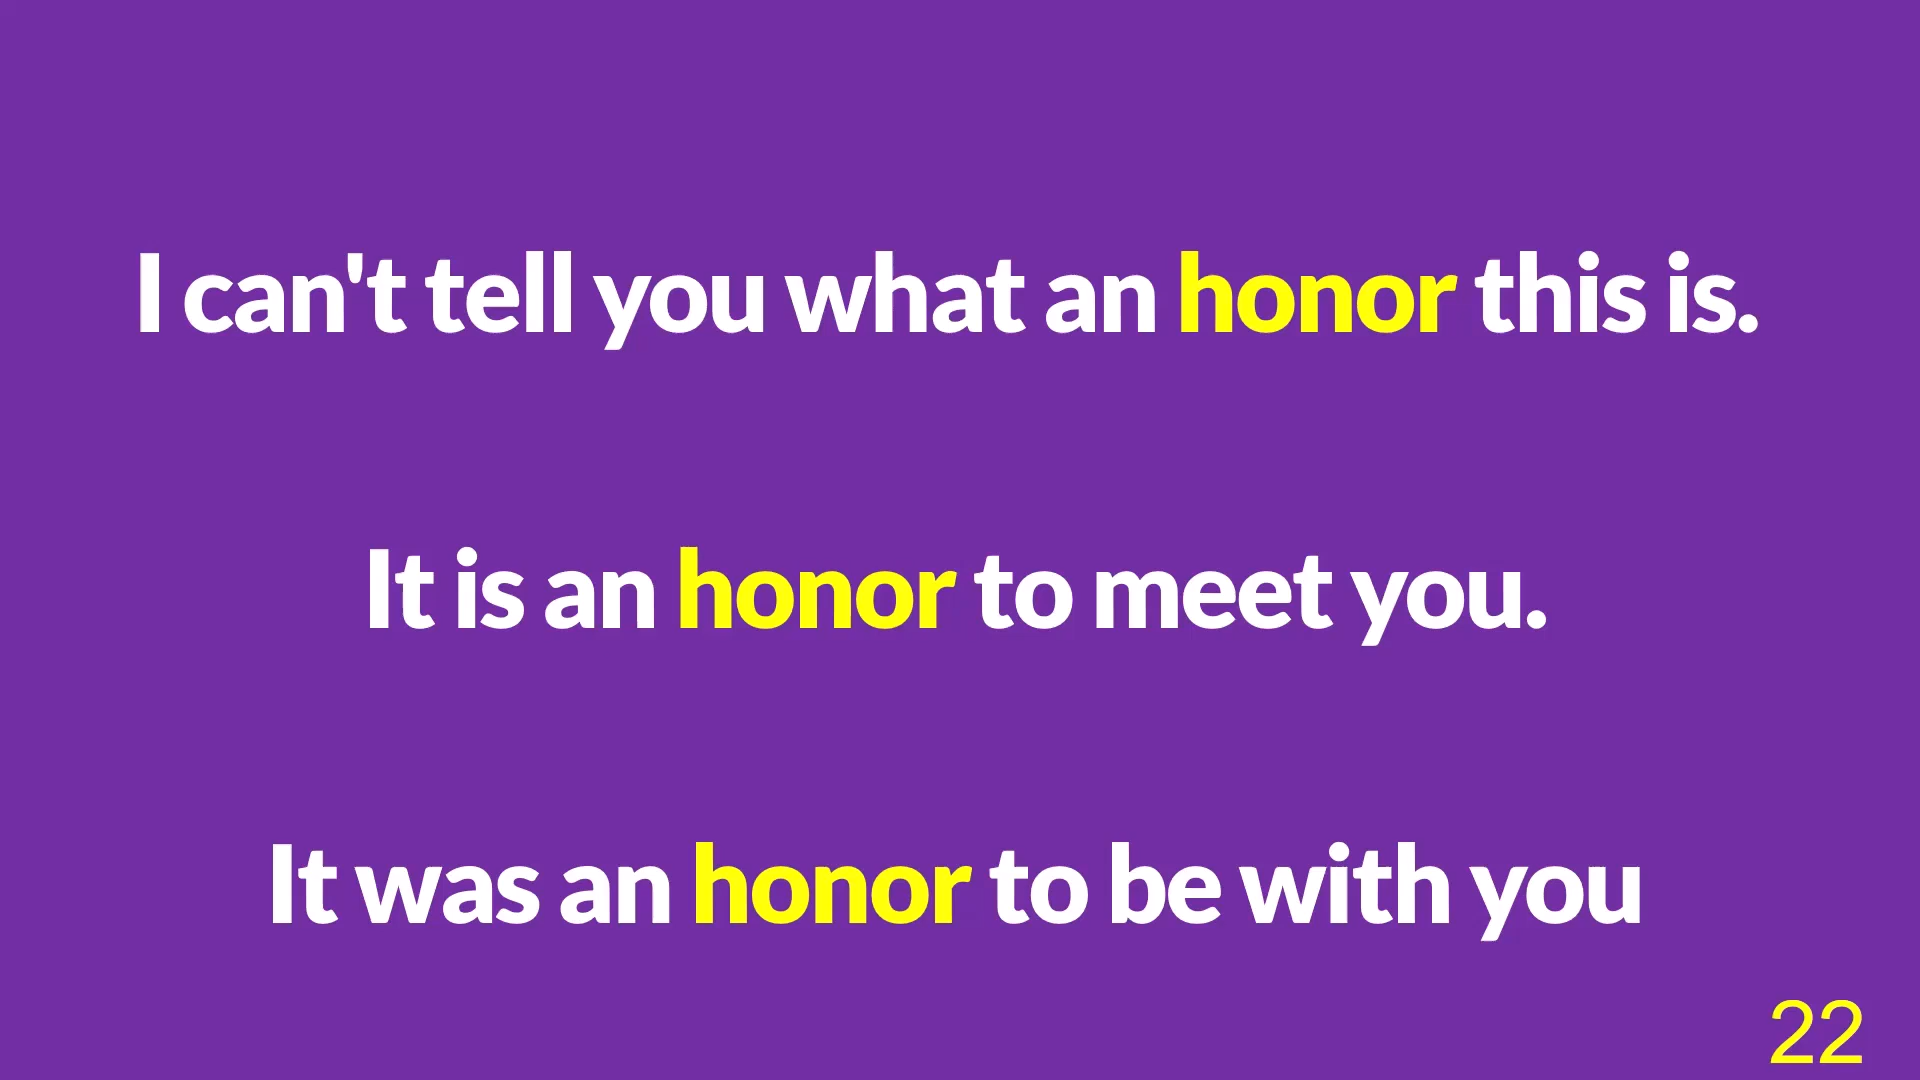 I can't tell you what an honor this is.
It is an honor to meet you.
It was an honor to be with you
22